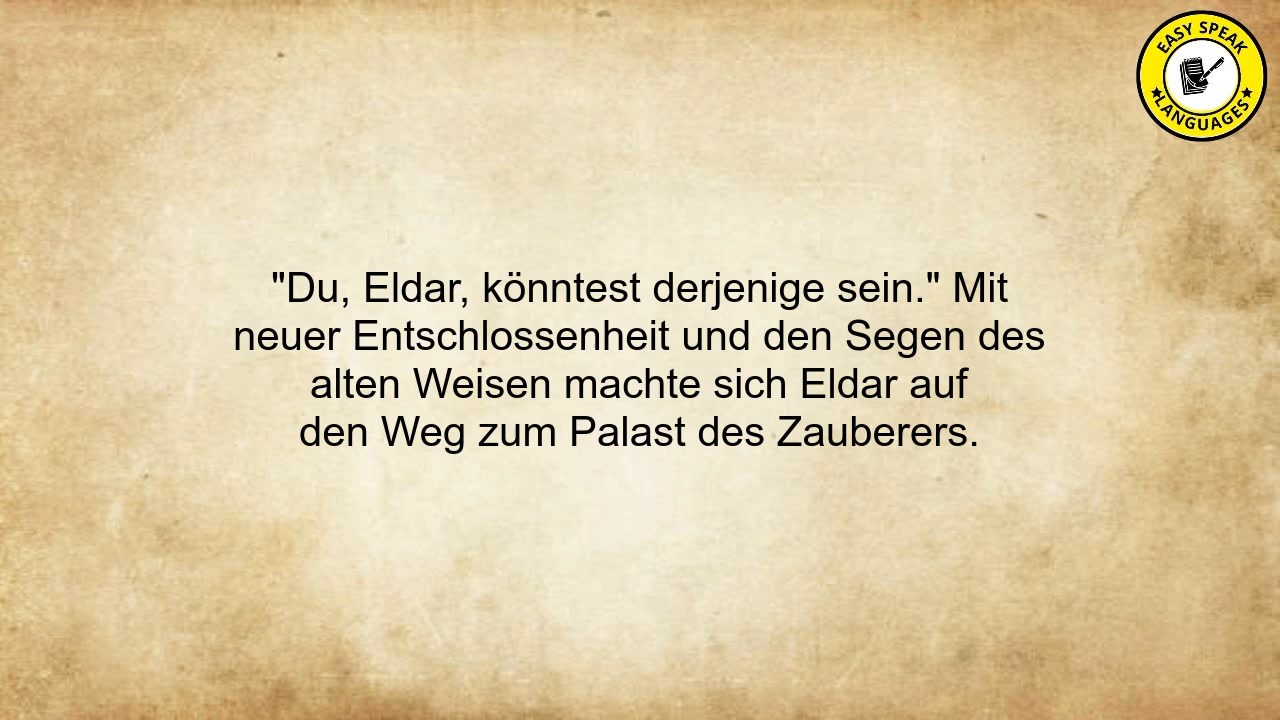 EASY SPEAK
LANGUAGES
"Du, Eldar, könntest derjenige sein." Mit
neuer Entschlossenheit und den Segen des
alten Weisen machte sich Eldar auf
den Weg zum Palast des Zauberers.